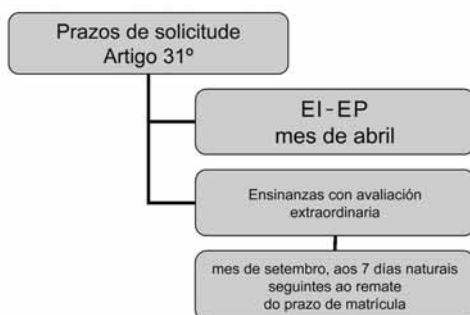 Prazos de solicitude
Artigo 31º
EI-EP
mes de abril
Ensinanzas con avaliación
extraordinaria
mes de setembro, aos 7 días naturais
seguintes ao remate
do prazo de matrícula